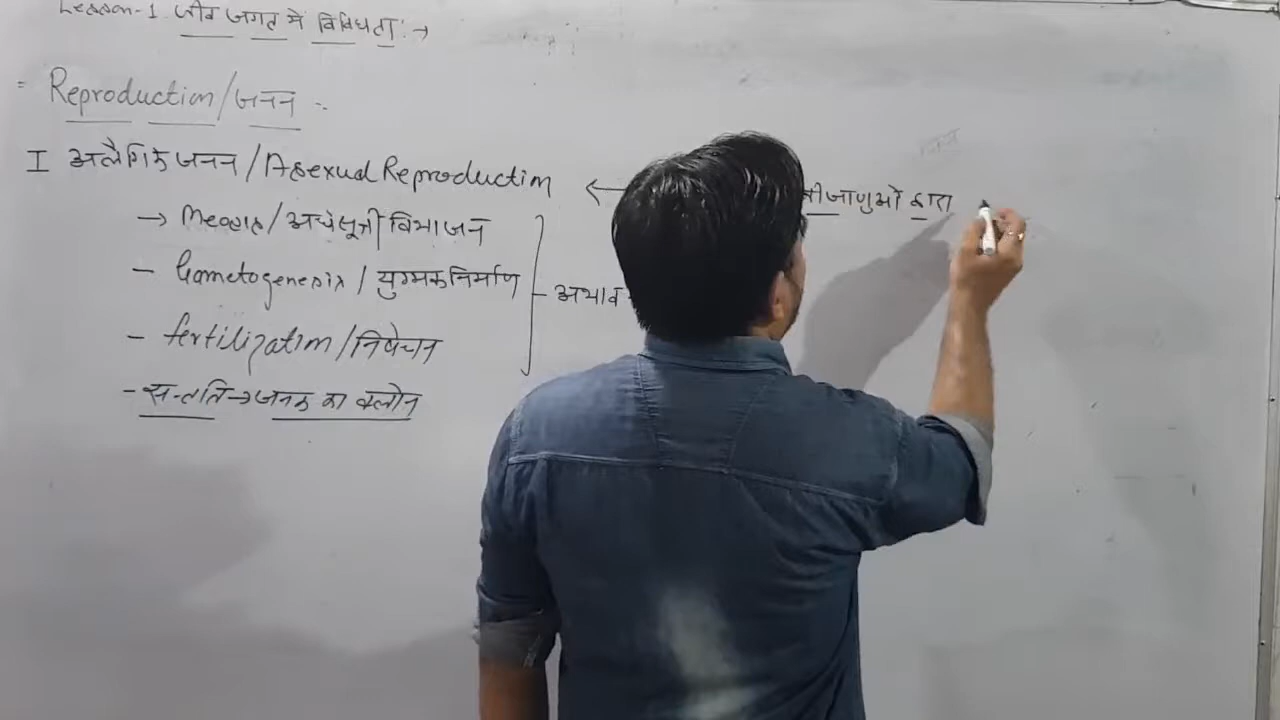 Lesson-1 जीव जगत में विविधता :→
Reproduction/जनन :-
I अलैंगिक जनन/Asexual Reproduction ← बीजाणुओं द्वारा
→ Meosis/अर्धसूत्री विभाजन
- Gametogenesis/युग्मक निर्माण - अभाव
- fertilization/निषेचन
- सन्तति→जनक का क्लोन